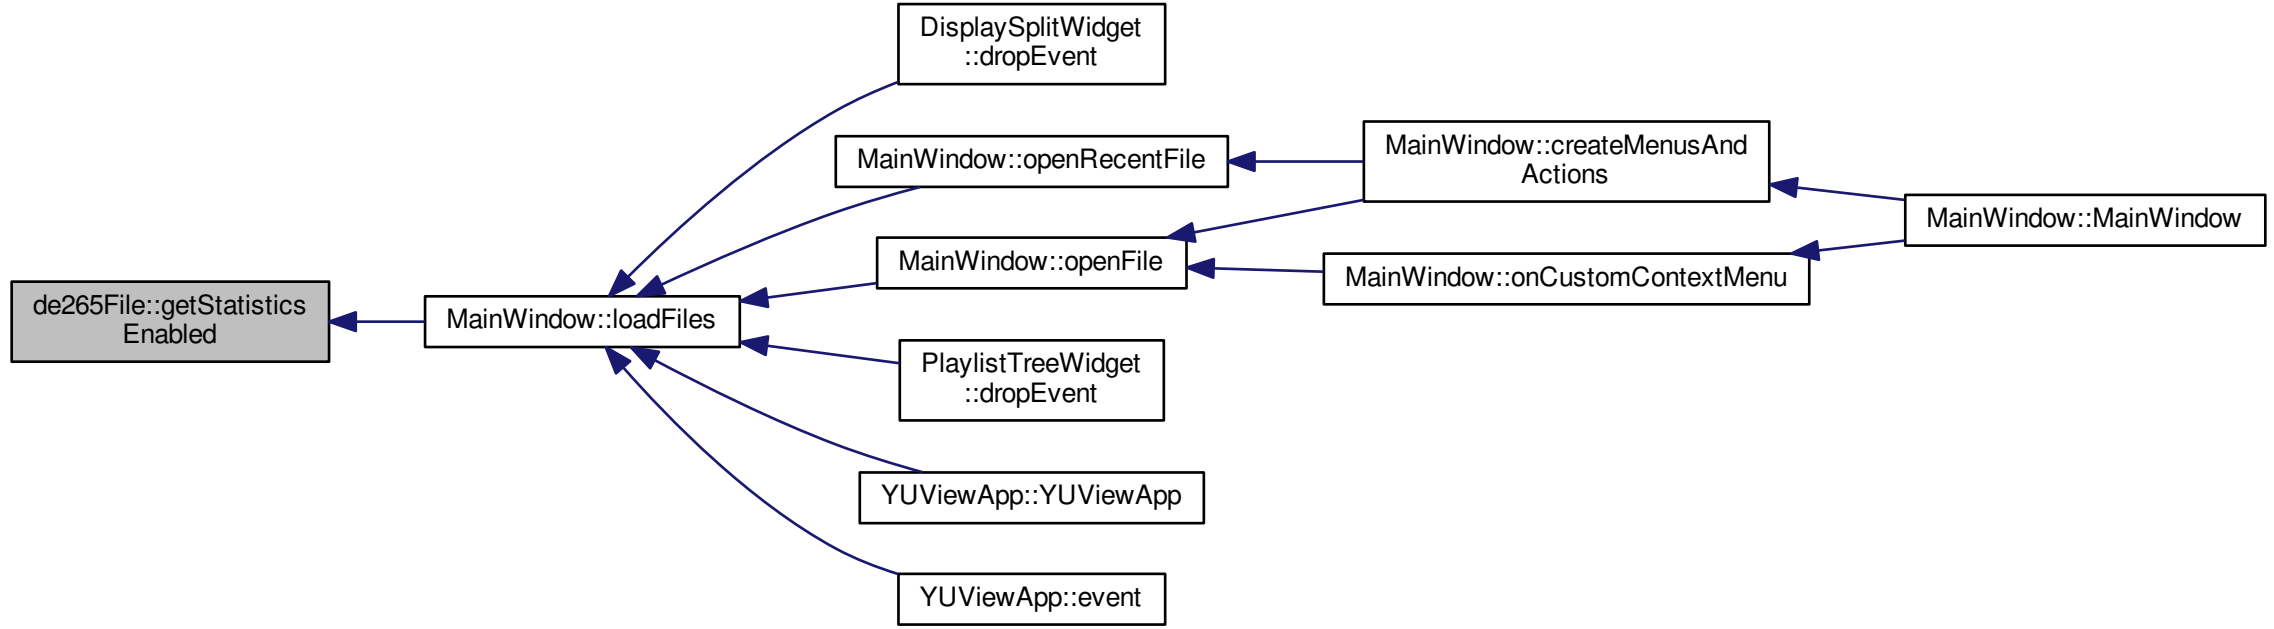 de265File::getStatistics
Enabled
MainWindow::loadFiles
DisplaySplitWidget
::dropEvent
MainWindow::openRecentFile
MainWindow::openFile
PlaylistTreeWidget
::dropEvent
YUViewApp::YUViewApp
YUViewApp::event
MainWindow::createMenusAnd
Actions
MainWindow::onCustomContextMenu
MainWindow::MainWindow